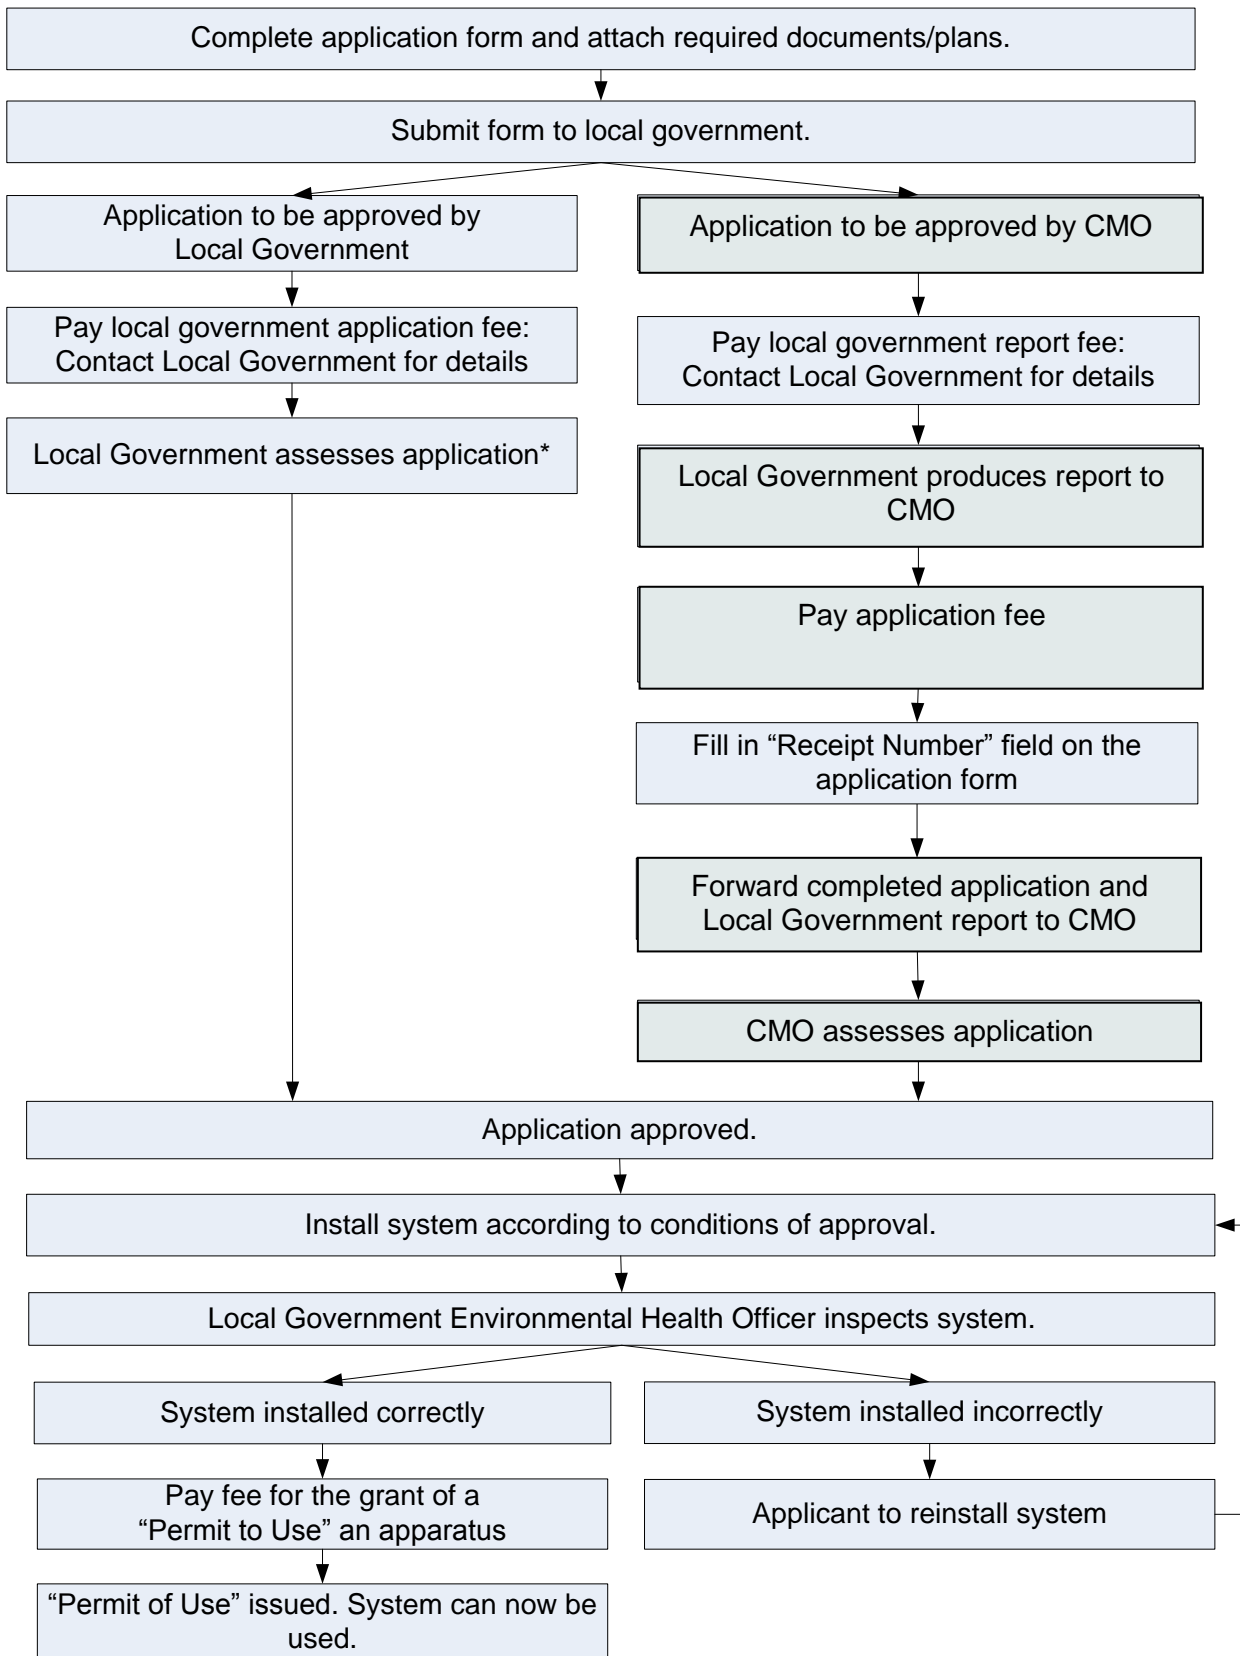 Complete application form and attach required documents/plans.
Submit form to local government.
Application to be approved by
Local Government
Pay local government application fee:
Contact Local Government for details
Local Government assesses application*
Application to be approved by CMO
Pay local government report fee:
Contact Local Government for details
Local Government produces report to
CMO
Pay application fee
Fill in “Receipt Number” field on the
application form
Forward completed application and
Local Government report to CMO
CMO assesses application
Application approved.
Install system according to conditions of approval.
Local Government Environmental Health Officer inspects system.
System installed correctly
Pay fee for the grant of a
“Permit to Use” an apparatus
“Permit of Use” issued. System can now be
used.
System installed incorrectly
Applicant to reinstall system